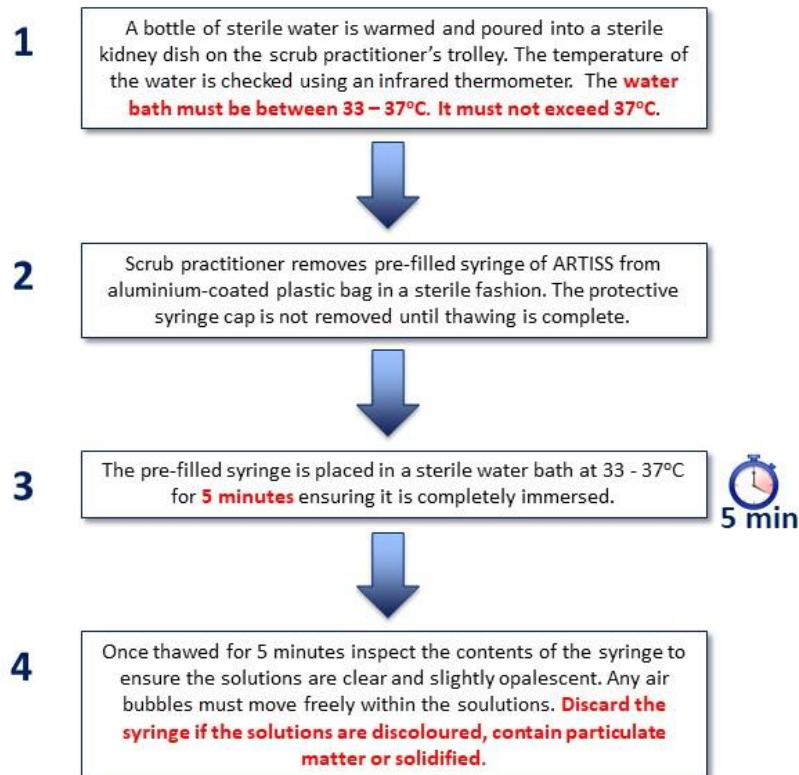 1
A bottle of sterile water is warmed and poured into a sterile
kidney dish on the scrub practitioner’s trolley. The temperature of
the water is checked using an infrared thermometer.  The water
bath must be between 33 – 37°C. It must not exceed 37°C.
2
Scrub practitioner removes pre-filled syringe of ARTISS from
aluminium-coated plastic bag in a sterile fashion. The protective
syringe cap is not removed until thawing is complete.
3
The pre-filled syringe is placed in a sterile water bath at 33 - 37°C
for 5 minutes ensuring it is completely immersed.
5 min
4
Once thawed for 5 minutes inspect the contents of the syringe to
ensure the solutions are clear and slightly opalescent. Any air
bubbles must move freely within the soulutions. Discard the
syringe if the solutions are discoloured, contain particulate
matter or solidified.